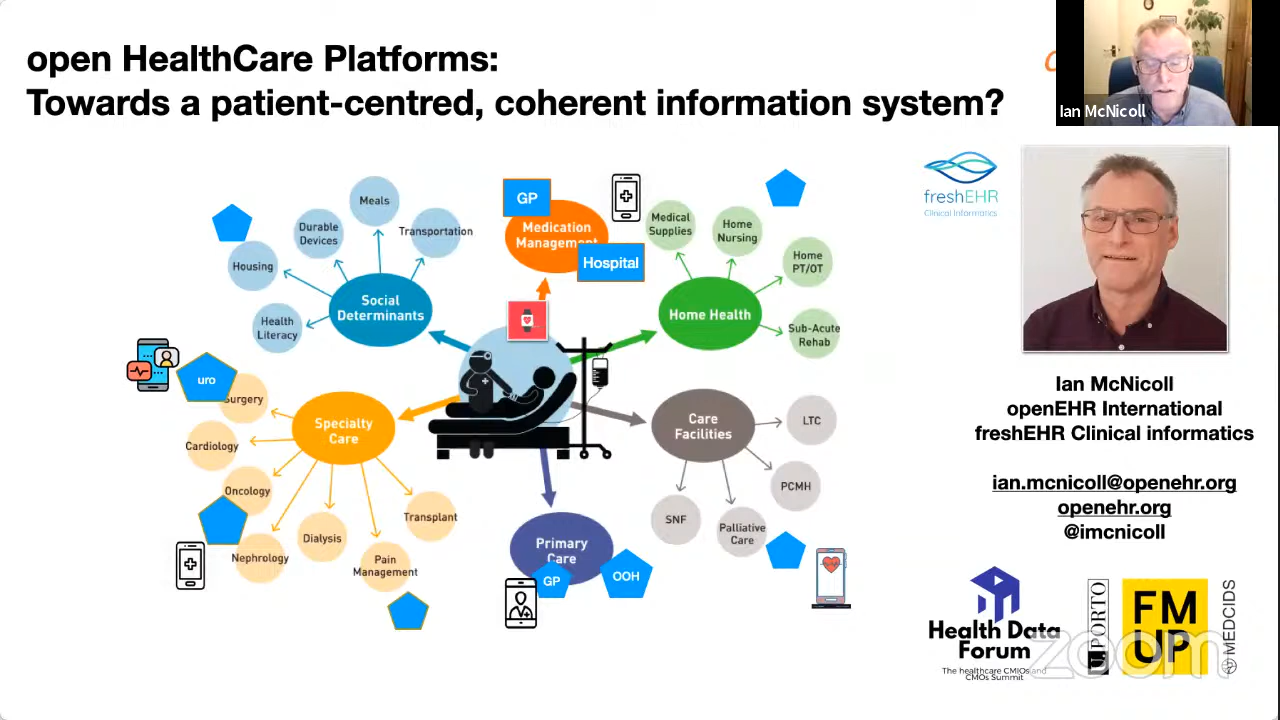 open HealthCare Platforms:
Towards a patient-centred, coherent information system?
Ian McNicoll
freshEHR
Clinical Informatics
Meals
Durable
Devices
Transportation
Housing
Health
Literacy
Social
Determinants
GP
Medication
Management
Hospital
Medical
Supplies
Home
Nursing
Home
PT/OT
Sub-Acute
Rehab
Home Health
uro
Surgery
Cardiology
Oncology
Nephrology
Dialysis
Pain
Management
Transplant
Specialty
Care
Care
Facilities
LTC
PCMH
Palliative
Care
SNF
Primary
Care
GP
OOH
Ian McNicoll
openEHR International
freshEHR Clinical informatics
ian.mcnicoll@openehr.org
openehr.org
@imcnicoll
Health Data
Forum
The healthcare CMIOs and
CMOs Summit
U.PORTO
FM
UP
MEDCIDS
zoom